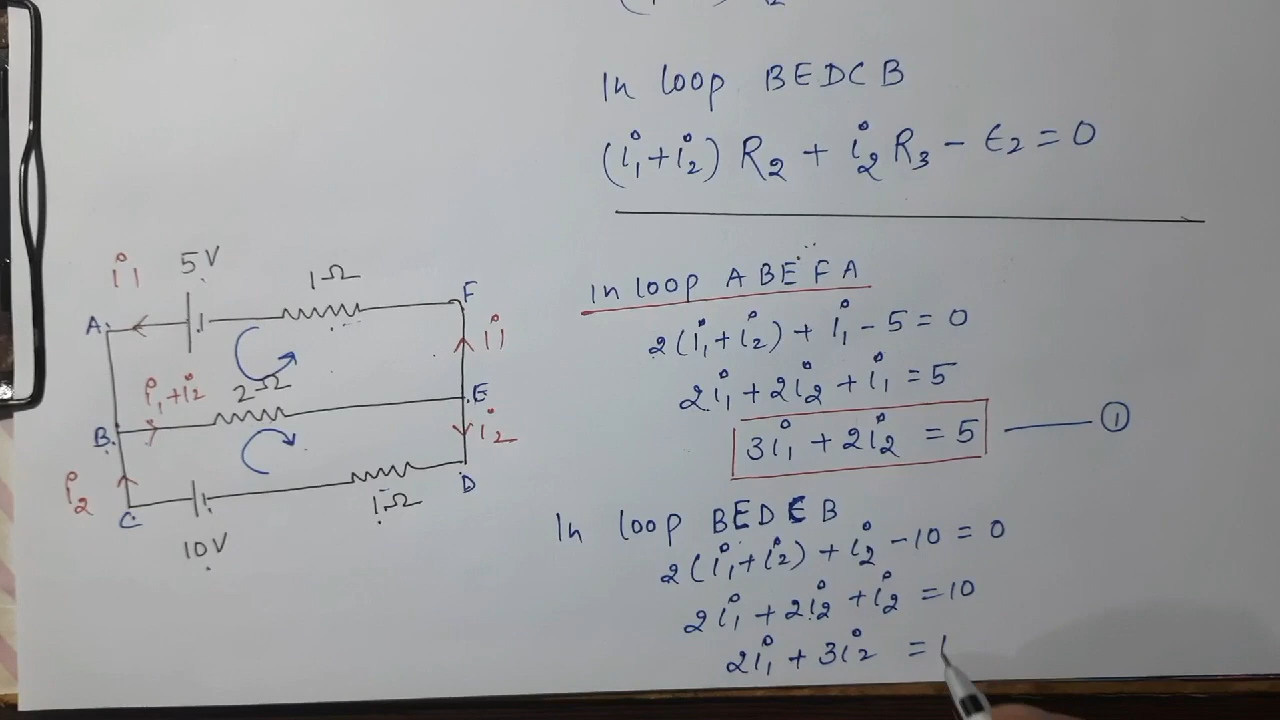 In loop BEDCB
(i₁+i₂) R₂ + i₂R₃ - ϵ₂ = 0
In loop ABEFA
2(i₁+i₂) + i₁ - 5 = 0
2i₁ + 2i₂ + i₁ = 5
3i₁ + 2i₂ = 5 ①
In loop BEDCB
2(i₁+i₂) + i₂ - 10 = 0
2i₁ + 2i₂ + i₂ = 10
2i₁ + 3i₂ =
i₁
5V
1Ω
A
F
i₁
i₁+i₂
2Ω
E
B
i₂
i₂
C
D
1Ω
10V